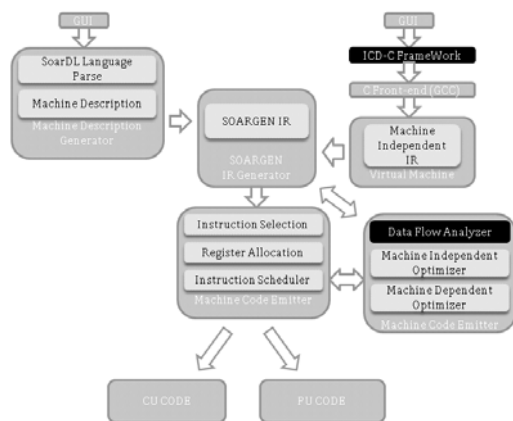 GUI
GUI
SoarDL Language
Parse
Machine Description
Machine Description
Generator
ICD-C FrameWork
C Front-end (GCC)
Machine
Independent
IR
Virtual Machine
SOARGEN IR
SOARGEN
IR Generator
Instruction Selection
Register Allocation
Instruction Scheduler
Machine Code Emitter
Data Flow Analyzer
Machine Independent
Optimizer
Machine Dependent
Optimizer
Machine Code Emitter
CU CODE
PU CODE